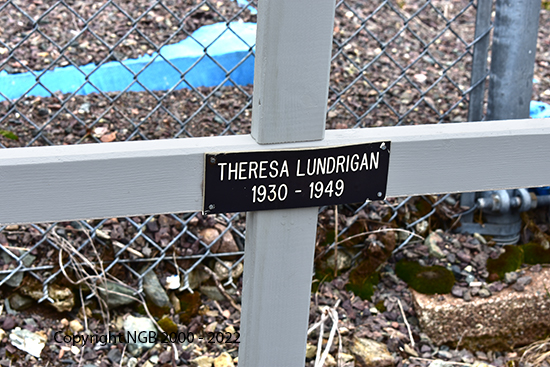 THERESA LUNDRIGAN
1930 - 1949
© Copyright NGB 2000 - 2022